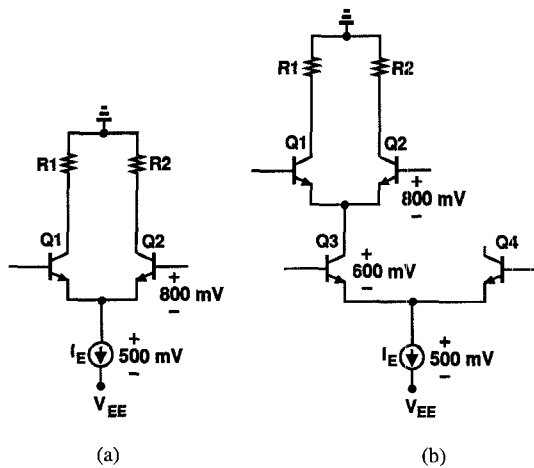 R1
R2
Q1
Q2
+
800 mV
–
I_E
+
500 mV
–
V_EE
(a)
R1
R2
Q1
Q2
+
800 mV
–
Q3
+
600 mV
–
Q4
I_E
+
500 mV
–
V_EE
(b)